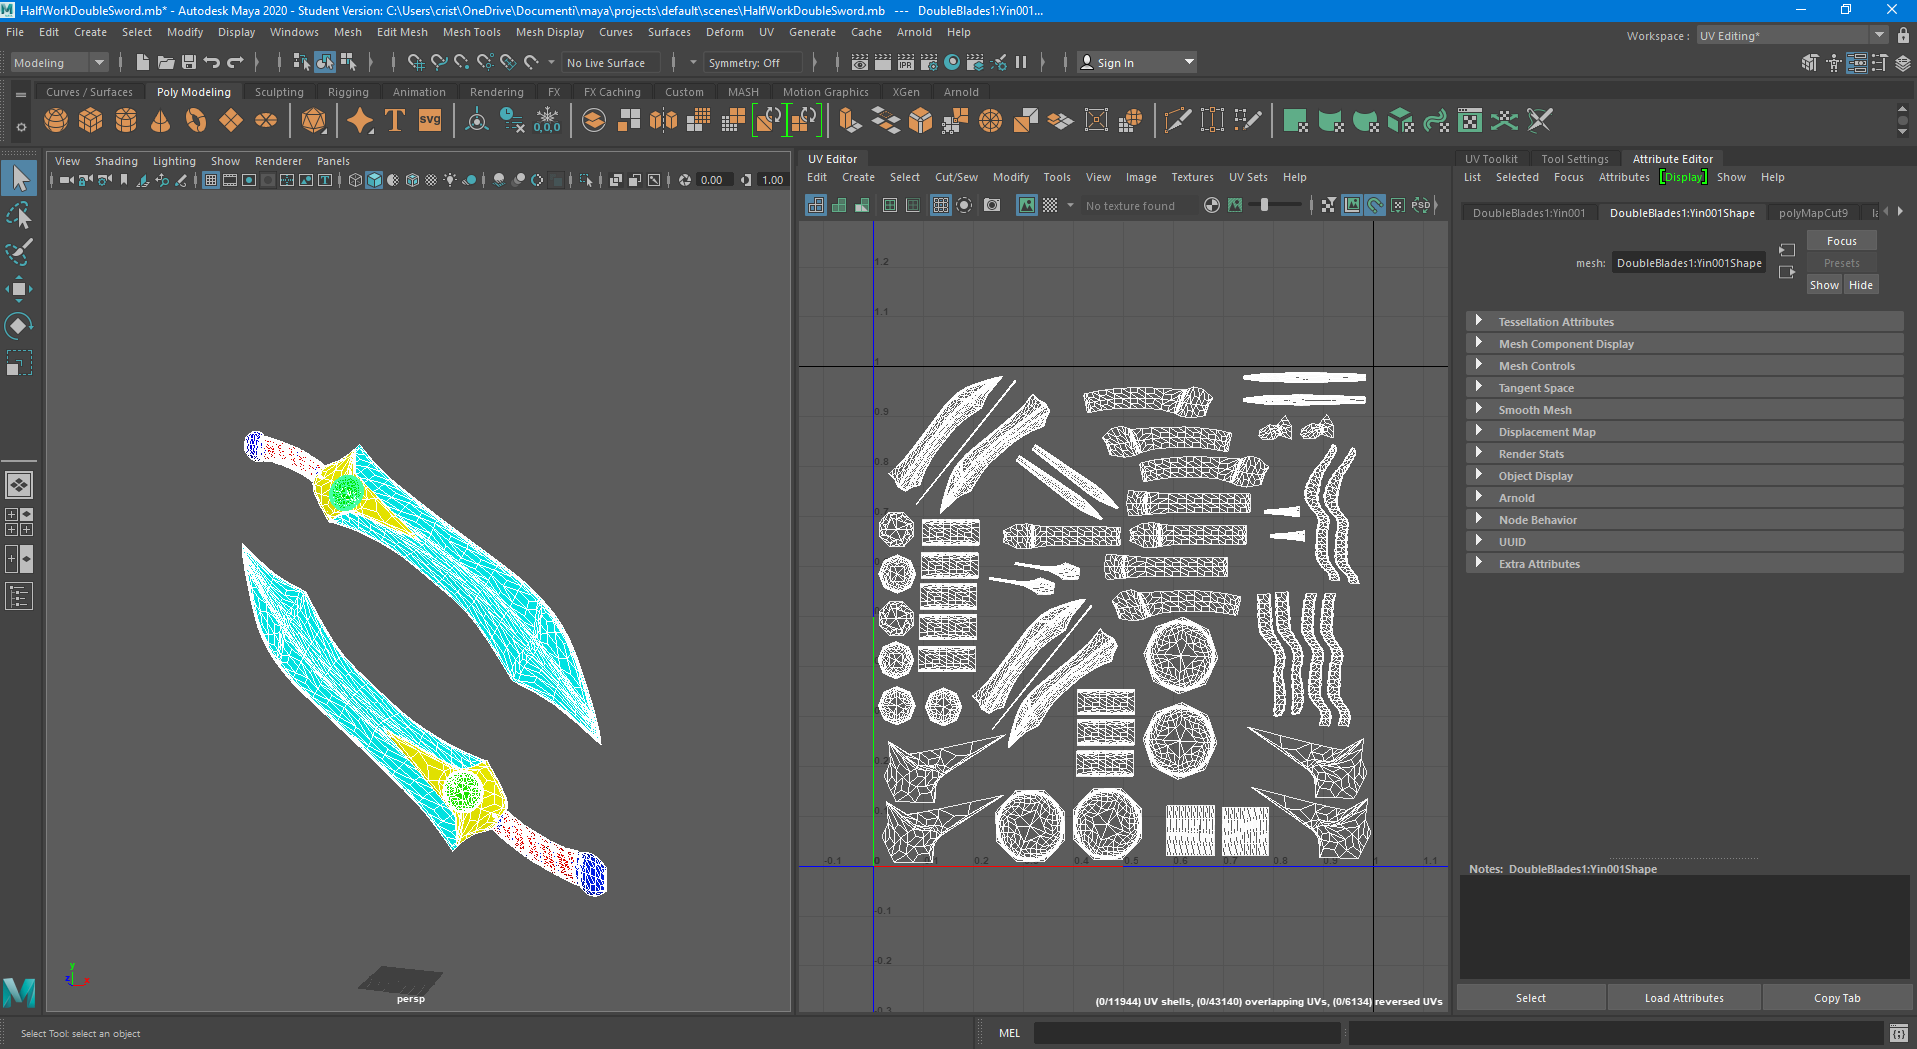 HalfWorkDoubleSword.mb* - Autodesk Maya 2020 - Student Version: C:\Users\crist\OneDrive\Documenti\maya\projects\default\scenes\HalfWorkDoubleSword.mb --- DoubleBlades1:Yin001...
File Edit Create Select Modify Display Windows Mesh Edit Mesh Mesh Tools Mesh Display Curves Surfaces Deform UV Generate Cache Arnold Help
Workspace : UV Editing*
Modeling No Live Surface Symmetry: Off IPR Sign In
Curves / Surfaces Poly Modeling Sculpting Rigging Animation Rendering FX FX Caching Custom MASH Motion Graphics XGen Arnold
T svg 0,0,0
View Shading Lighting Show Renderer Panels
0.00 1.00
persp
UV Editor
Edit Create Select Cut/Sew Modify Tools View Image Textures UV Sets Help
No texture found PSD
1.2
1.1
1
0.9
0.8
0.2
-0.1 0 0.2 0.4 0.5 0.6 0.7 0.9 1 1.1
-0.1
-0.2
(0/11944) UV shells, (0/43140) overlapping UVs, (0/6134) reversed UVs
UV Toolkit Tool Settings Attribute Editor
List Selected Focus Attributes Display Show Help
DoubleBlades1:Yin001 DoubleBlades1:Yin001Shape polyMapCut9
Focus
mesh: DoubleBlades1:Yin001Shape
Presets
Show Hide
Tessellation Attributes
Mesh Component Display
Mesh Controls
Tangent Space
Smooth Mesh
Displacement Map
Render Stats
Object Display
Arnold
Node Behavior
UUID
Extra Attributes
Notes: DoubleBlades1:Yin001Shape
Select Load Attributes Copy Tab
Select Tool: select an object
MEL